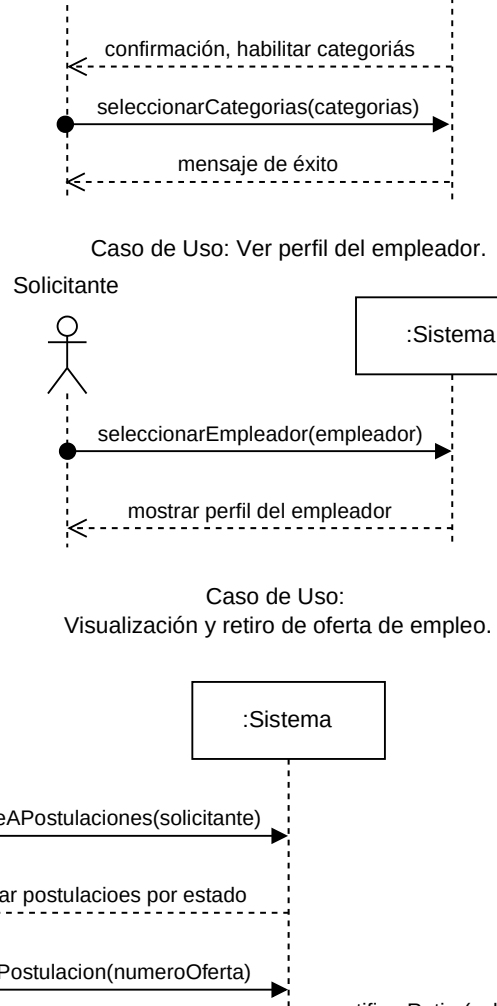 confirmación, habilitar categoriás
seleccionarCategorias(categorias)
mensaje de éxito
Caso de Uso: Ver perfil del empleador.
Solicitante
:Sistema
seleccionarEmpleador(empleador)
mostrar perfil del empleador
Caso de Uso:
Visualización y retiro de oferta de empleo.
:Sistema
eAPostulaciones(solicitante)
ar postulacioes por estado
Postulacion(numeroOferta)